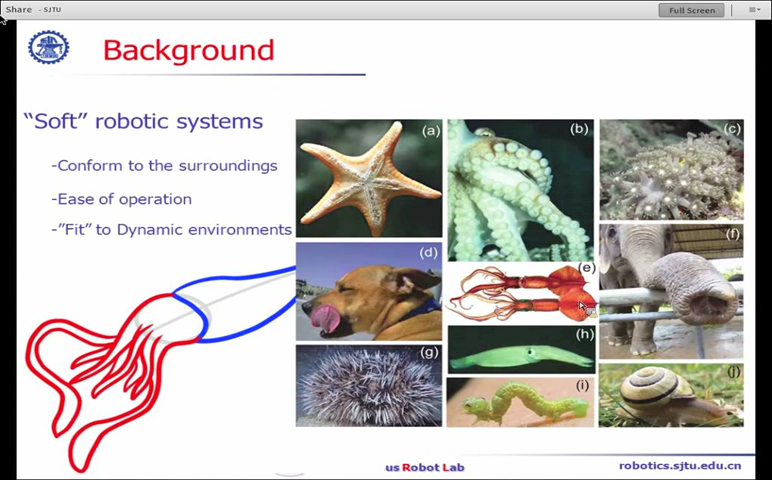 Share - SJTU
Full Screen
Background
“Soft” robotic systems
-Conform to the surroundings
-Ease of operation
-”Fit” to Dynamic environments
(a)
(b)
(c)
(d)
(e)
(f)
(g)
(h)
(i)
(j)
us Robot Lab
robotics.sjtu.edu.cn